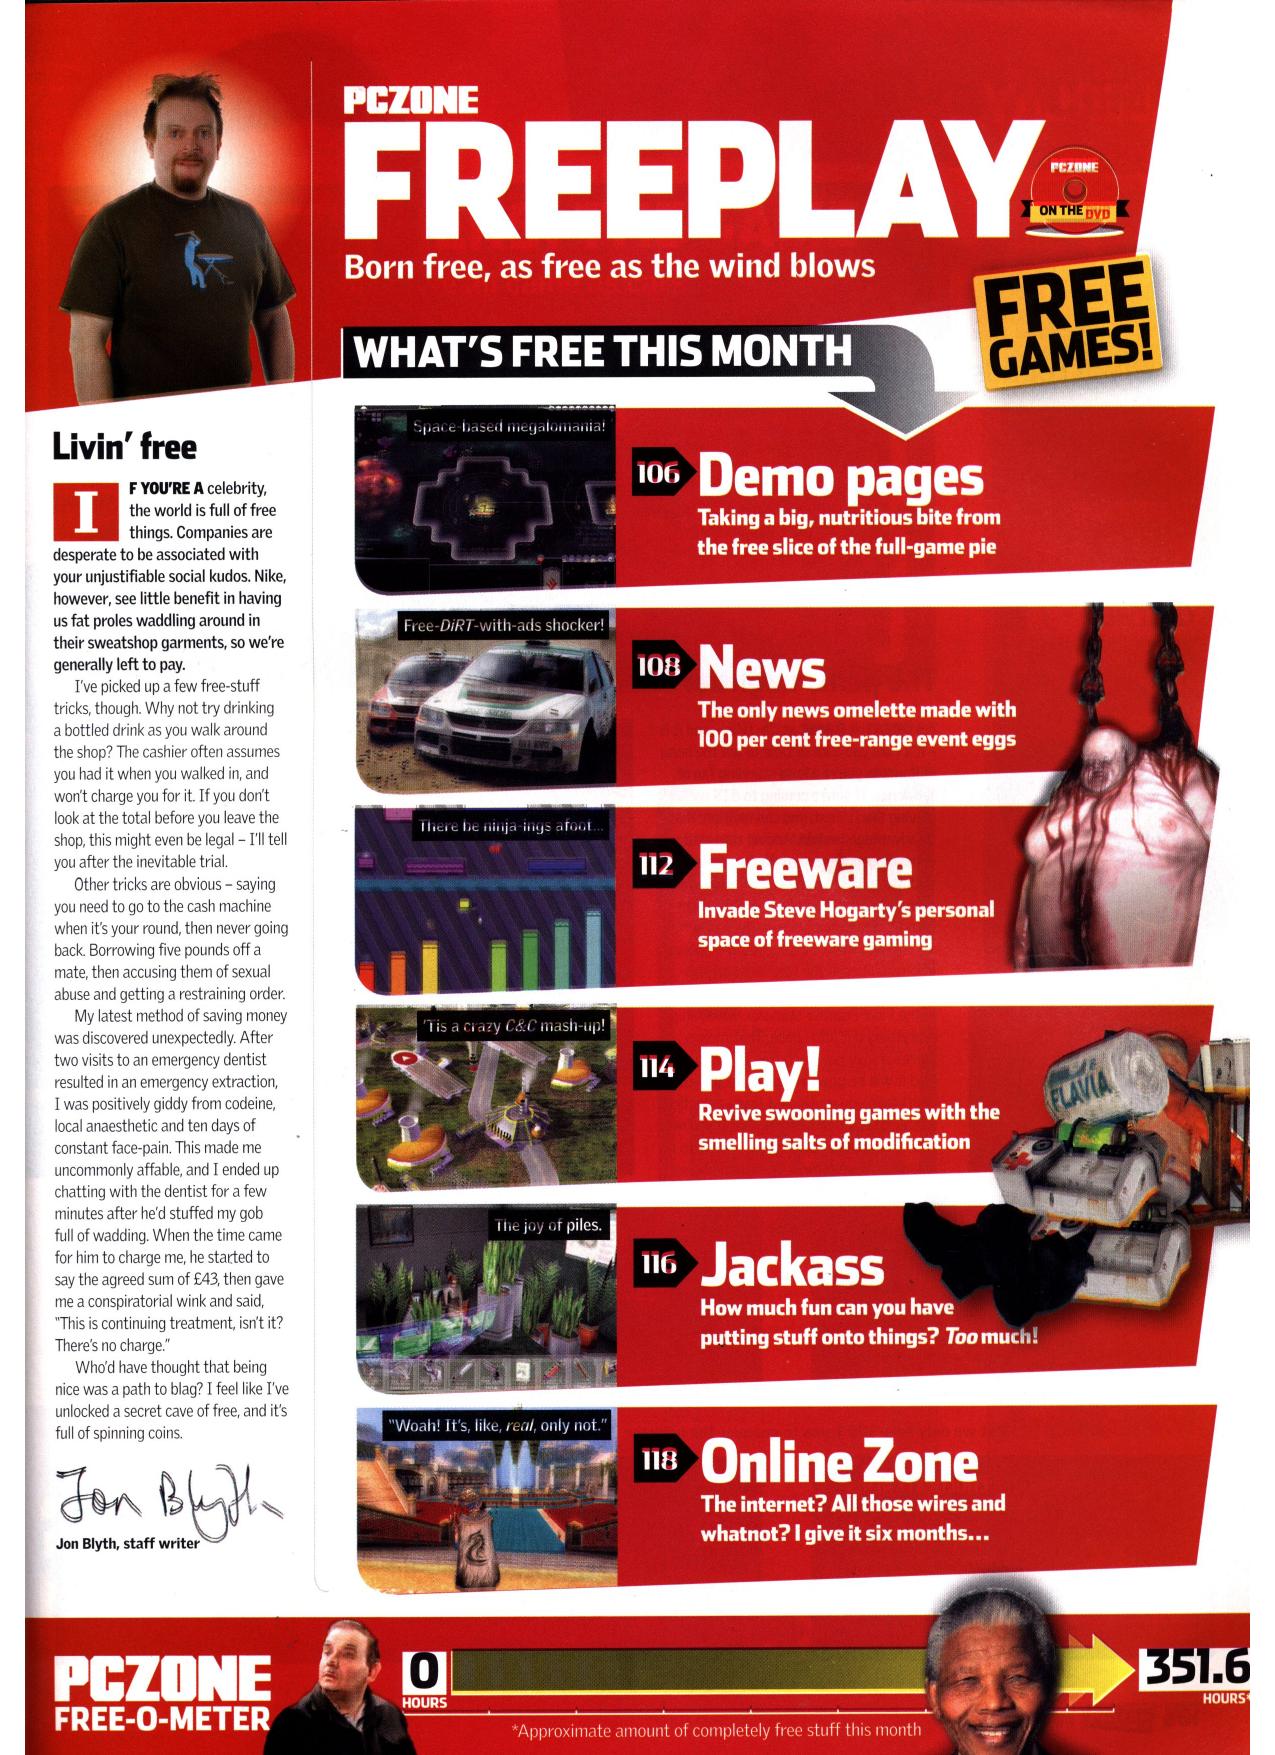 PCZONE
FREEPLAY
Born free, as free as the wind blows
PCZONE
ON THE DVD
FREE
GAMES!
WHAT'S FREE THIS MONTH
Livin' free
IF YOU'RE A celebrity,
the world is full of free
things. Companies are
desperate to be associated with
your unjustifiable social kudos. Nike,
however, see little benefit in having
us fat proles waddling around in
their sweatshop garments, so we're
generally left to pay.
I've picked up a few free-stuff
tricks, though. Why not try drinking
a bottled drink as you walk around
the shop? The cashier often assumes
you had it when you walked in, and
won't charge you for it. If you don't
look at the total before you leave the
shop, this might even be legal – I'll tell
you after the inevitable trial.
Other tricks are obvious – saying
you need to go to the cash machine
when it's your round, then never going
back. Borrowing five pounds off a
mate, then accusing them of sexual
abuse and getting a restraining order.
My latest method of saving money
was discovered unexpectedly. After
two visits to an emergency dentist
resulted in an emergency extraction,
I was positively giddy from codeine,
local anaesthetic and ten days of
constant face-pain. This made me
uncommonly affable, and I ended up
chatting with the dentist for a few
minutes after he'd stuffed my gob
full of wadding. When the time came
for him to charge me, he started to
say the agreed sum of £43, then gave
me a conspiratorial wink and said,
"This is continuing treatment, isn't it?
There's no charge."
Who'd have thought that being
nice was a path to blag? I feel like I've
unlocked a secret cave of free, and it's
full of spinning coins.
Jon Blyth
Jon Blyth, staff writer
Space-based megalomania!
106 Demo pages
Taking a big, nutritious bite from
the free slice of the full-game pie
Free-DiRT-with-ads shocker!
108 News
The only news omelette made with
100 per cent free-range event eggs
There be ninja-ings afoot...
112 Freeware
Invade Steve Hogarty's personal
space of freeware gaming
'Tis a crazy C&C mash-up!
114 Play!
Revive swooning games with the
smelling salts of modification
FLAVIA
The joy of piles.
116 Jackass
How much fun can you have
putting stuff onto things? Too much!
"Woah! It's, like, real, only not."
118 Online Zone
The internet? All those wires and
whatnot? I give it six months...
PCZONE
FREE-O-METER
0
HOURS
351.6
HOURS*
*Approximate amount of completely free stuff this month